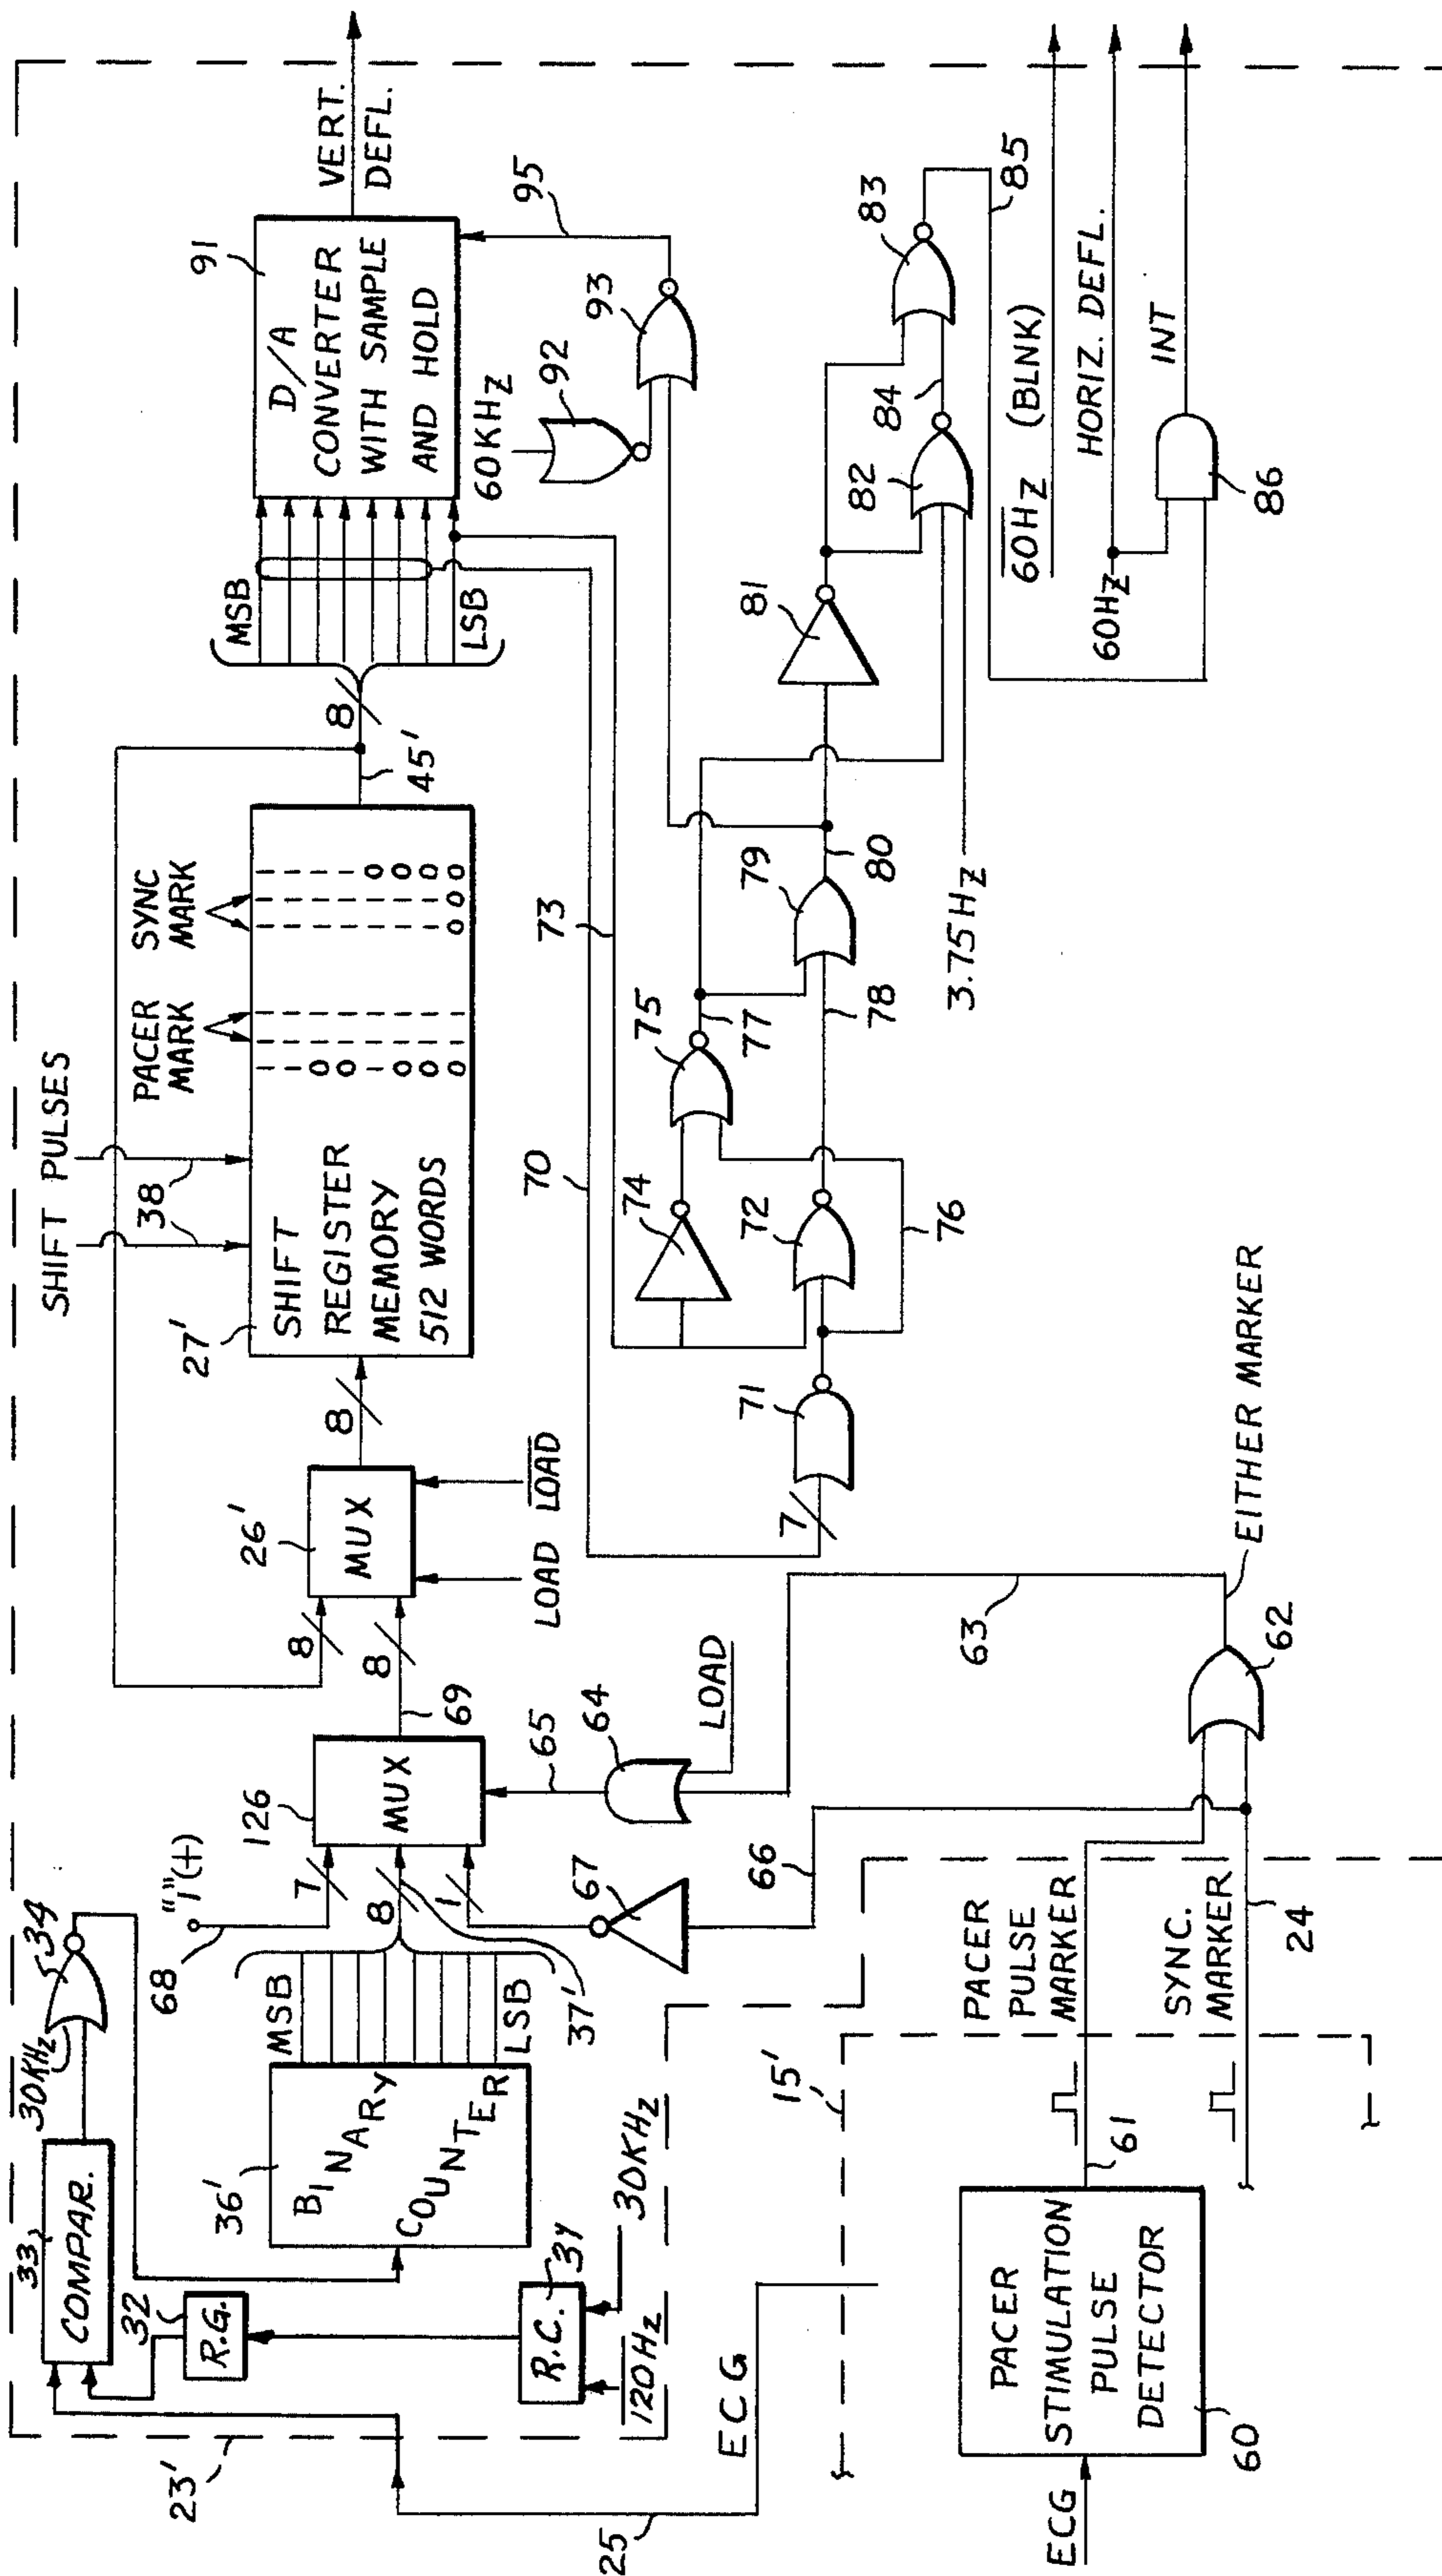 SHIFT PULSES
38
38
PACER
MARK
SYNC
MARK
27'
SHIFT
REGISTER
MEMORY
512 WORDS
45'
8
MSB
LSB
91
D/A
CONVERTER
WITH SAMPLE
AND HOLD
VERT.
DEFL.
95
93
92
60KHZ
73
70
26'
MUX
8
8
8
LOAD
LOAD
69
126
MUX
"1"(+)
68
7
8
1
37'
MSB
LSB
36'
BINARY
COUNTER
34
30KHZ
33
COMPAR.
32
R.G.
R.C.
31
30KHZ
120HZ
23'
25
ECG
65
64
LOAD
63
66
67
62
EITHER MARKER
7
71
72
74
75
76
77
78
79
80
81
82
83
84
85
3.75HZ
60HZ (BLNK)
HORIZ. DEFL.
60HZ
INT
86
15'
PACER
PULSE
MARKER
SYNC.
MARKER
24
61
ECG
PACER
STIMULATION
PULSE
DETECTOR
60